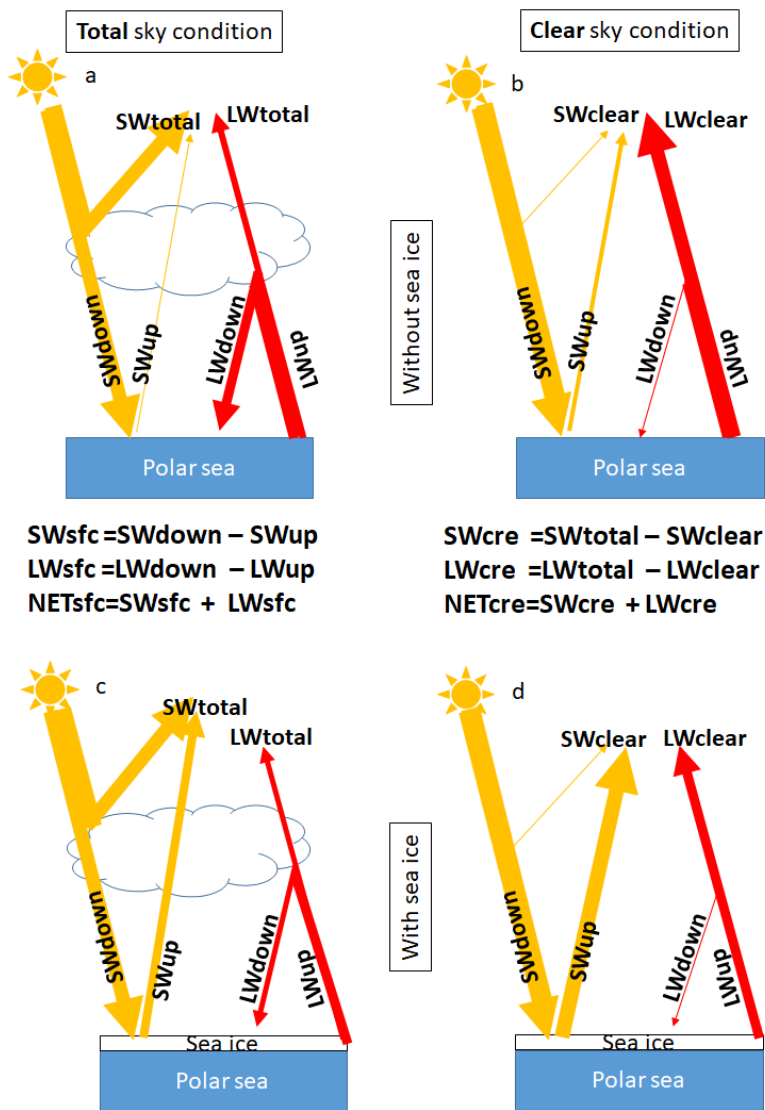 Total sky condition
Clear sky condition
a
SWtotal
LWtotal
SWdown
SWup
LWdown
LWup
Polar sea
Without sea ice
b
SWclear
LWclear
SWdown
SWup
LWdown
LWup
Polar sea
SWsfc =SWdown – SWup
LWsfc =LWdown – LWup
NETsfc=SWsfc + LWsfc
SWcre =SWtotal – SWclear
LWcre =LWtotal – LWclear
NETcre=SWcre + LWcre
c
SWtotal
LWtotal
SWdown
SWup
LWdown
LWup
Sea ice
Polar sea
With sea ice
d
SWclear
LWclear
SWdown
SWup
LWdown
LWup
Sea ice
Polar sea